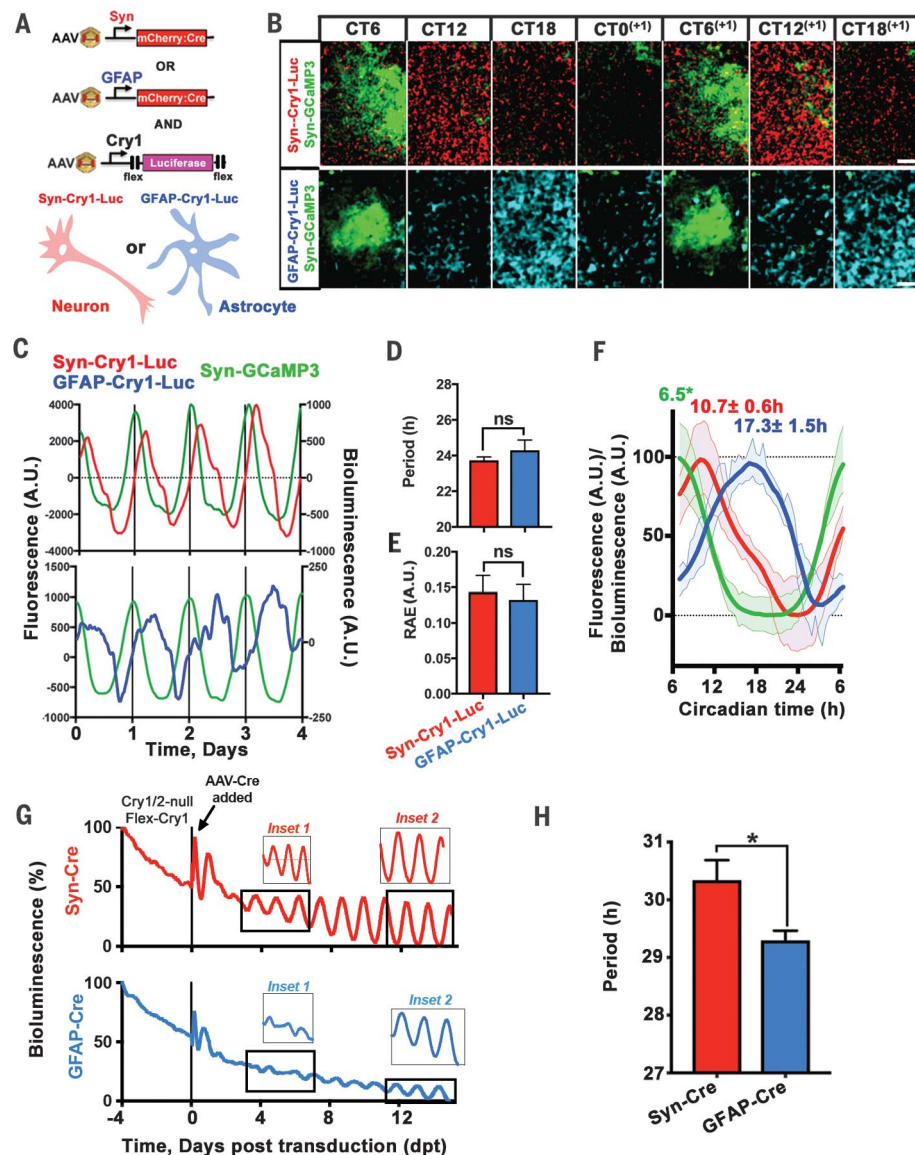 A
AAV
Syn
mCherry:Cre
OR
AAV
GFAP
mCherry:Cre
AND
AAV
Cry1
Luciferase
flex
flex
Syn-Cry1-Luc
GFAP-Cry1-Luc
or
Neuron
Astrocyte
B
CT6
CT12
CT18
CT0(+1)
CT6(+1)
CT12(+1)
CT18(+1)
Syn--Cry1-Luc
Syn-GCaMP3
GFAP-Cry1-Luc
Syn-GCaMP3
C
Syn-Cry1-Luc
GFAP-Cry1-Luc
Syn-GCaMP3
Fluorescence (A.U.)
4000
2000
0
-2000
-4000
1000
500
0
-500
-1000
1500
1000
500
0
-500
-1000
250
0
-250
Bioluminescence (A.U.)
0
1
2
3
4
Time, Days
D
Period (h)
26
24
22
20
ns
E
RAE (A.U.)
0.20
0.15
0.10
0.05
0.00
ns
Syn-Cry1-Luc
GFAP-Cry1-Luc
F
6.5*
10.7± 0.6h
17.3± 1.5h
Fluorescence (A.U.)/
Bioluminescence (A.U.)
100
50
0
6
12
18
24
6
Circadian time (h)
G
Cry1/2-null
Flex-Cry1
AAV-Cre
added
Bioluminescence (%)
Syn-Cre
100
50
0
Inset 1
Inset 2
GFAP-Cre
100
50
0
Inset 1
Inset 2
-4
0
4
8
12
Time, Days post transduction (dpt)
H
Period (h)
31
30
29
28
27
*
Syn-Cre
GFAP-Cre